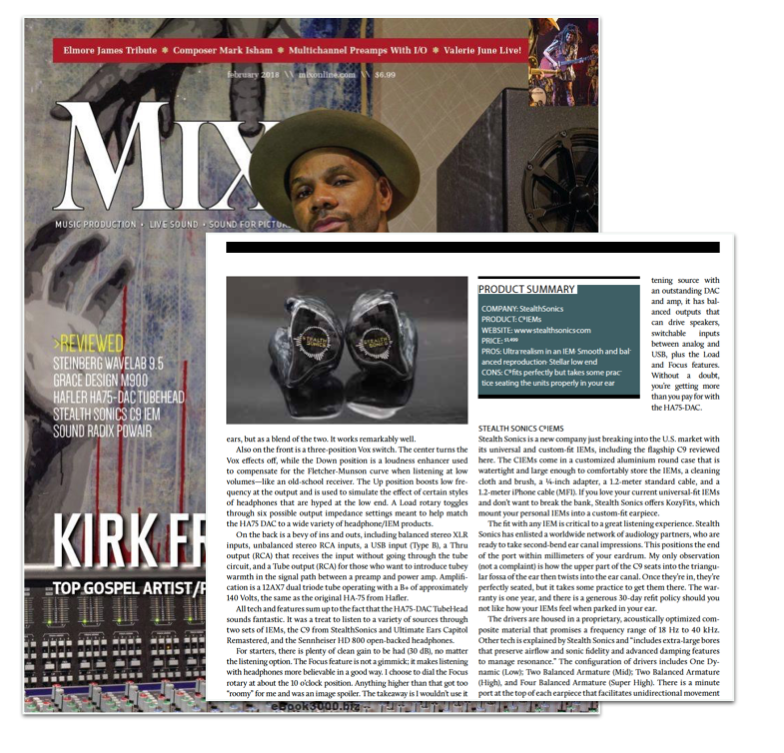 Elmore James Tribute ✹ Composer Mark Isham ✹ Multichannel Preamps With I/O ✹ Valerie June Live!
february 2018 \\ mixonline.com \\ $6.99
MIX
MUSIC PRODUCTION • LIVE SOUND • SOUND FOR PICTU
>REVIEWED
STEINBERG WAVELAB 9.5
GRACE DESIGN M900
HAFLER HA75-DAC TUBEHEAD
STEALTH SONICS C9 IEM
SOUND RADIX POWAIR
KIRK FR
TOP GOSPEL ARTIST/P
eBook3000.biz
STEALTH
SONICS
STEALTH
SONICS
ears, but as a blend of the two. It works remarkably well.
Also on the front is a three-position Vox switch. The center turns the
Vox effects off, while the Down position is a loudness enhancer used
to compensate for the Fletcher-Munson curve when listening at low
volumes—like an old-school receiver. The Up position boosts low fre-
quency at the output and is used to simulate the effect of certain styles
of headphones that are hyped at the low end. A Load rotary toggles
through six possible output impedance settings meant to help match
the HA75 DAC to a wide variety of headphone/IEM products.
On the back is a bevy of ins and outs, including balanced stereo XLR
inputs, unbalanced stereo RCA inputs, a USB input (Type B), a Thru
output (RCA) that receives the input without going through the tube
circuit, and a Tube output (RCA) for those who want to introduce tubey
warmth in the signal path between a preamp and power amp. Amplifi-
cation is a 12AX7 dual triode tube operating with a B+ of approximately
140 Volts, the same as the original HA-75 from Hafler.
All tech and features sum up to the fact that the HA75-DAC TubeHead
sounds fantastic. It was a treat to listen to a variety of sources through
two sets of IEMs, the C9 from StealthSonics and Ultimate Ears Capitol
Remastered, and the Sennheiser HD 800 open-backed headphones.
For starters, there is plenty of clean gain to be had (30 dB), no matter
the listening option. The Focus feature is not a gimmick; it makes listening
with headphones more believable in a good way. I choose to dial the Focus
rotary at about the 10 o'clock position. Anything higher than that got too
"roomy" for me and was an image spoiler. The takeaway is I wouldn't use it
PRODUCT SUMMARY
COMPANY: StealthSonics
PRODUCT: C9IEMs
WEBSITE: www.stealthsonics.com
PRICE:
PROS: Ultra realism in an IEM Smooth and bal-
anced reproduction Stellar low end
CONS: C9 fits perfectly but takes some prac-
tice seating the units properly in your ear
tening source with
an outstanding DAC
and amp, it has bal-
anced outputs that
can drive speakers,
switchable inputs
between analog and
USB, plus the Load
and Focus features.
Without a doubt,
you're getting more
than you pay for with
the HA75-DAC.
STEALTH SONICS C9IEMS
Stealth Sonics is a new company just breaking into the U.S. market with
its universal and custom-fit IEMs, including the flagship C9 reviewed
here. The CIEMs come in a customized aluminium round case that is
watertight and large enough to comfortably store the IEMs, a cleaning
cloth and brush, a ¼-inch adapter, a 1.2-meter standard cable, and a
1.2-meter iPhone cable (MFI). If you love your current universal-fit IEMs
and don't want to break the bank, Stealth Sonics offers KozyFits, which
mount your personal IEMs into a custom-fit earpiece.
The fit with any IEM is critical to a great listening experience. Stealth
Sonics has enlisted a worldwide network of audiology partners, who are
ready to take second-bend ear canal impressions. This positions the end
of the port within millimeters of your eardrum. My only observation
(not a complaint) is how the upper part of the C9 seats into the triangu-
lar fossa of the ear then twists into the ear canal. Once they're in, they're
perfectly seated, but it takes some practice to get them there. The war-
ranty is one year, and there is a generous 30-day refit policy should you
not like how your IEMs feel when parked in your ear.
The drivers are housed in a proprietary, acoustically optimized com-
posite material that promises a frequency range of 18 Hz to 40 kHz.
Other tech is explained by Stealth Sonics and "includes extra-large bores
that preserve airflow and sonic fidelity and advanced damping features
to manage resonance." The configuration of drivers includes One Dy-
namic (Low); Two Balanced Armature (Mid); Two Balanced Armature
(High), and Four Balanced Armature (Super High). There is a minute
port at the top of each earpiece that facilitates unidirectional movement